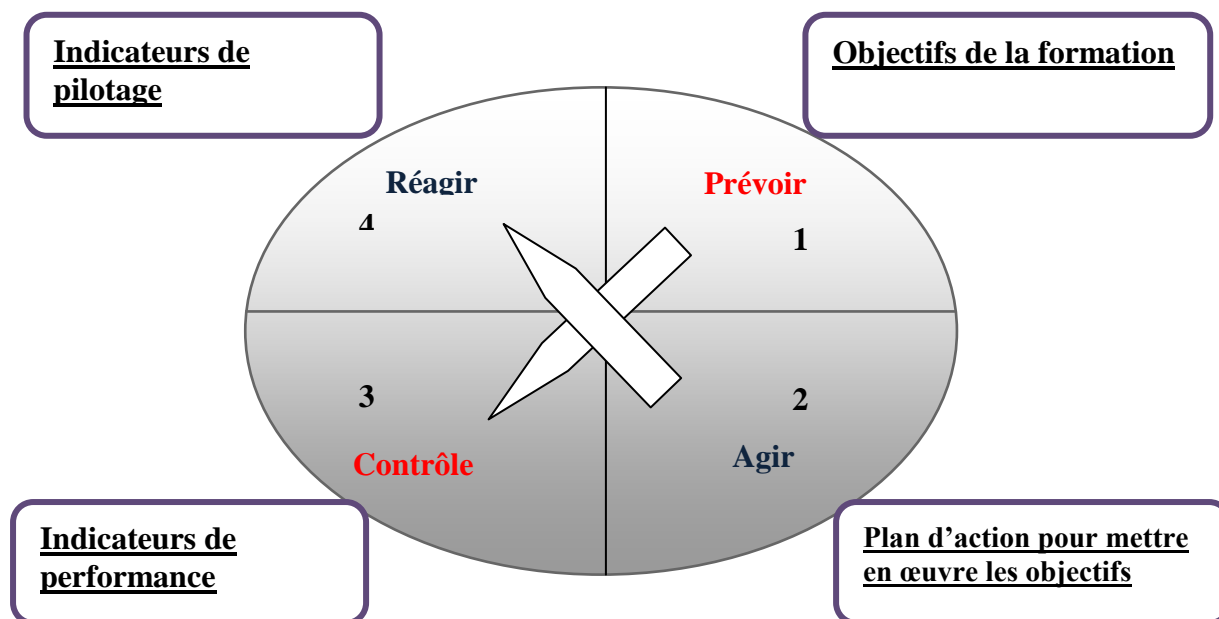 Indicateurs de
pilotage
Objectifs de la formation
Réagir
4
Prévoir
1
3
Contrôle
2
Agir
Indicateurs de
performance
Plan d’action pour mettre
en œuvre les objectifs